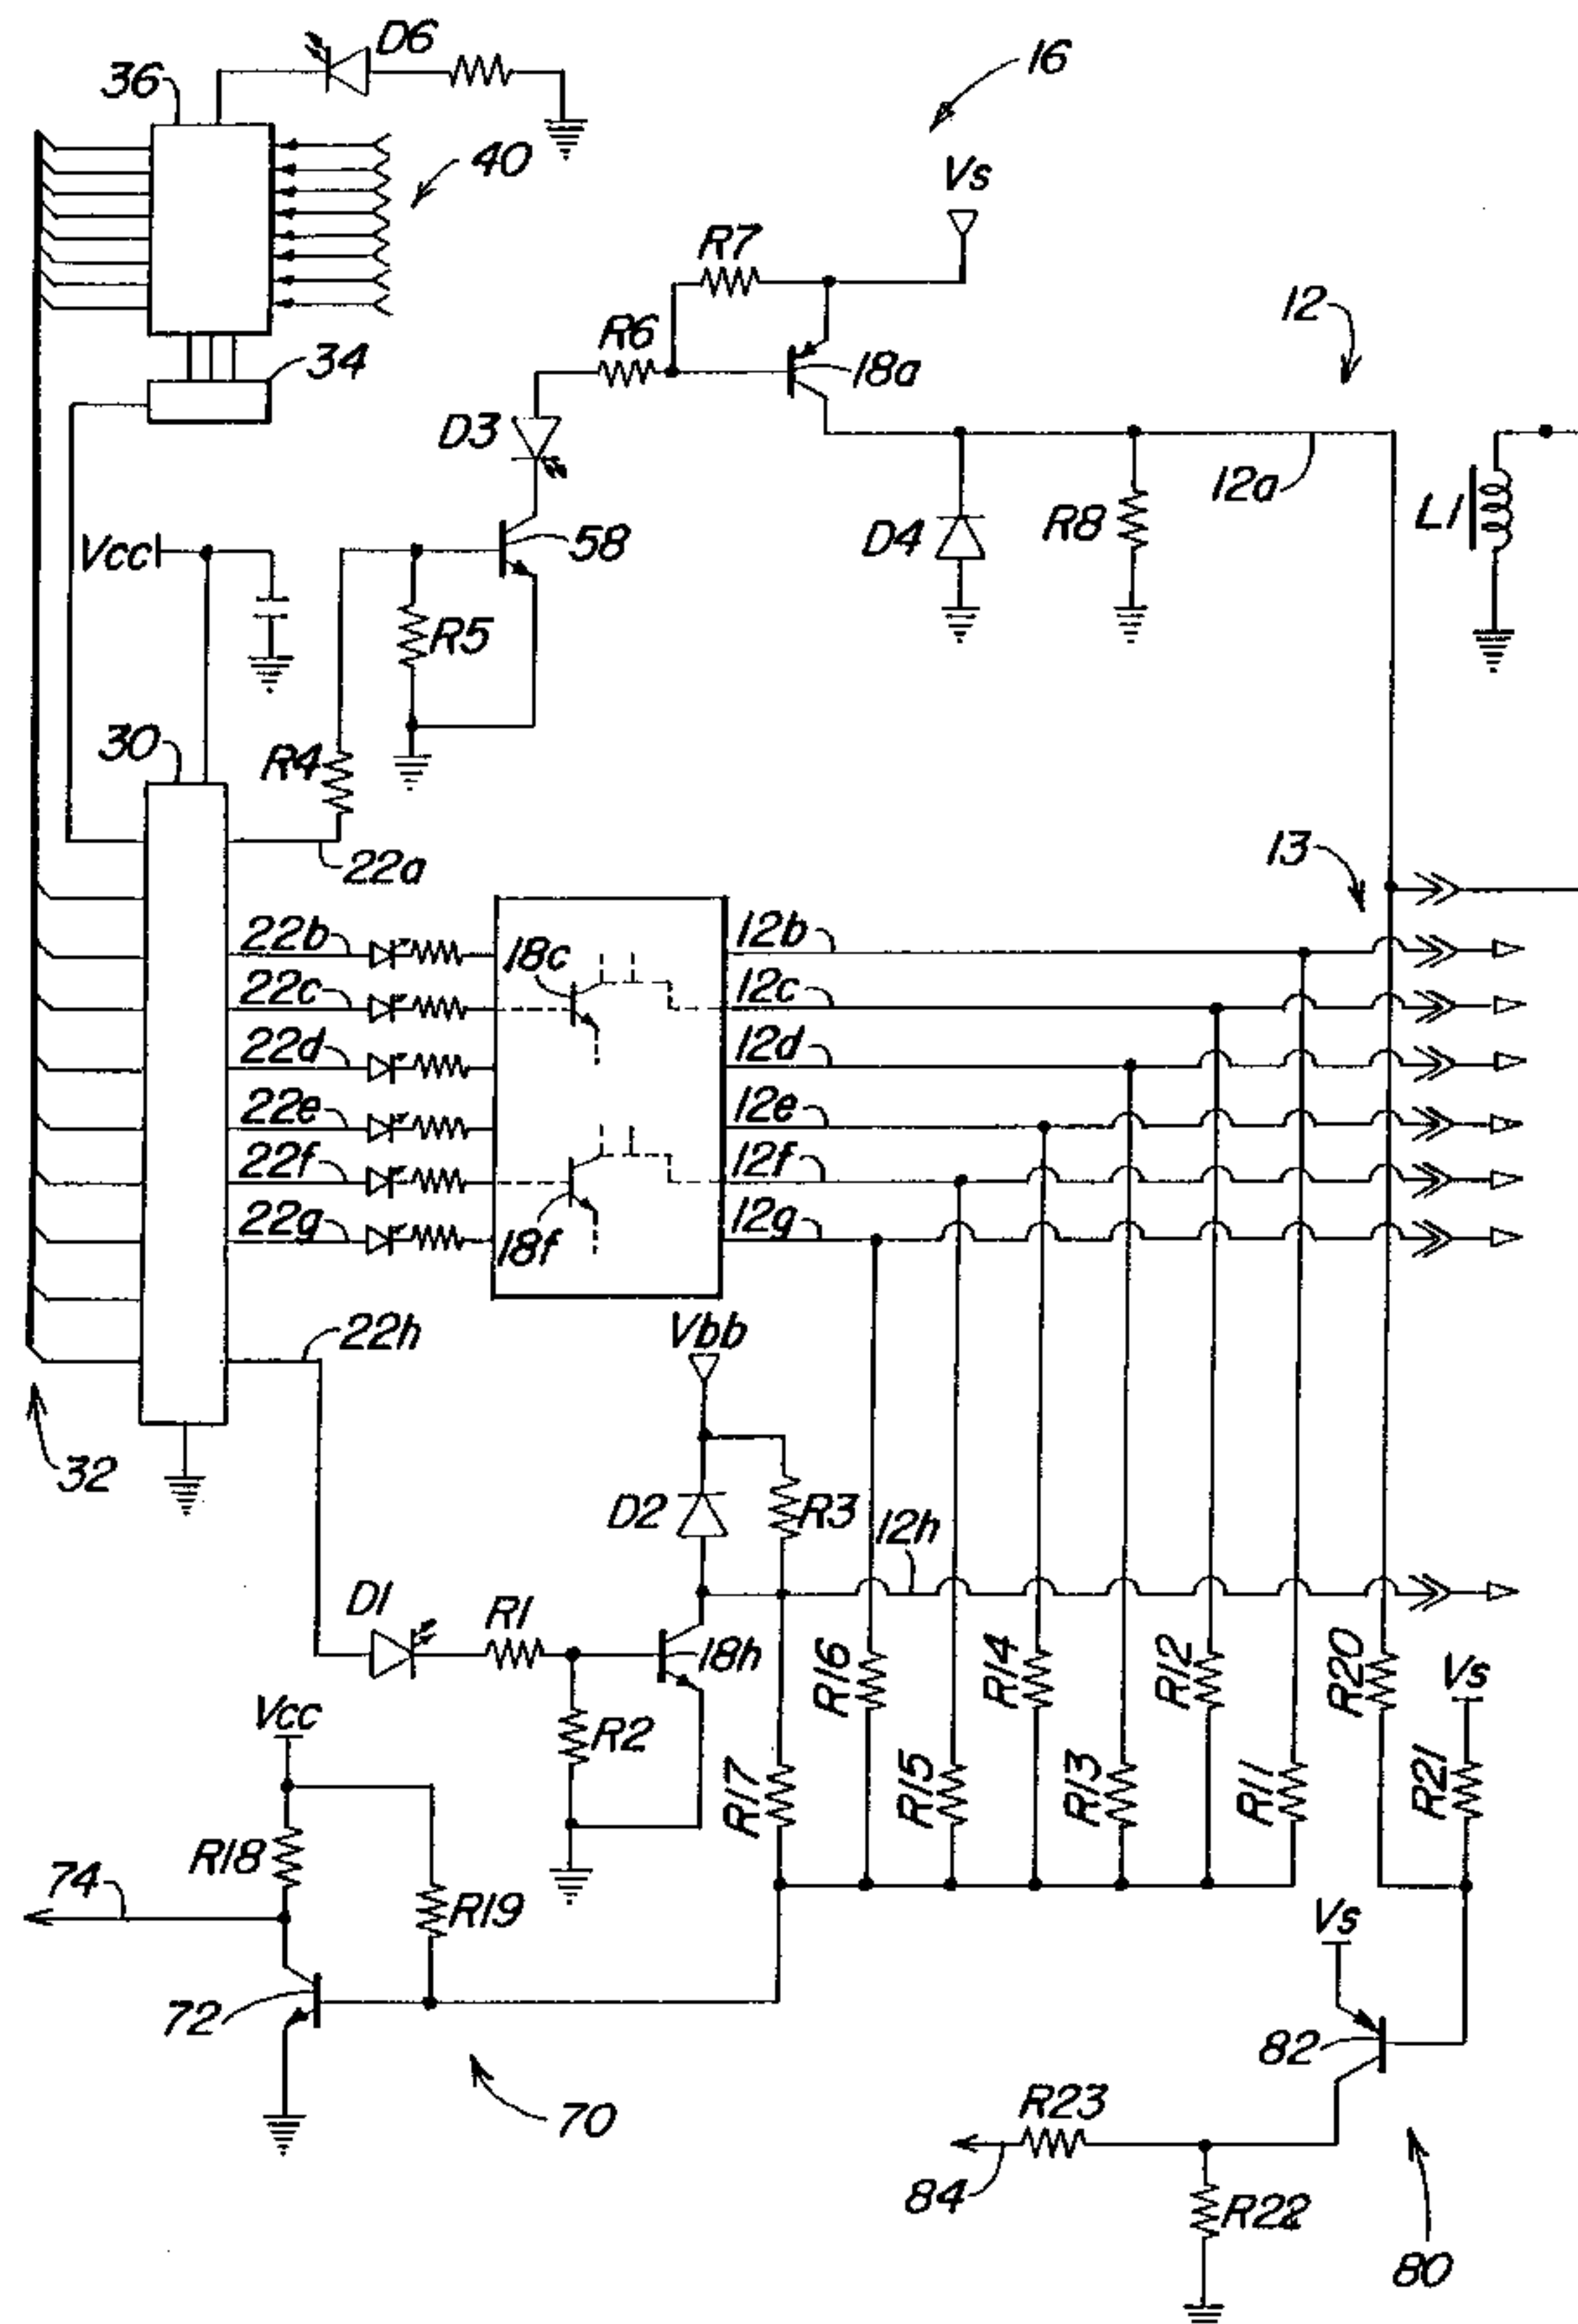 D6
36
16
40
Vs
R7
12
R6
34
18a
D3
12a
L1
R8
D4
58
Vcc
R5
30
R4
13
22a
22b
12b
18c
22c
12c
22d
12d
22e
12e
22f
12f
22g
12g
18f
22h
Vbb
32
D2
R3
12h
D1
R1
18h
R16
R14
R12
R20
Vs
Vcc
R2
R17
R15
R13
R11
R21
R18
74
R19
Vs
72
82
70
R23
84
R22
80